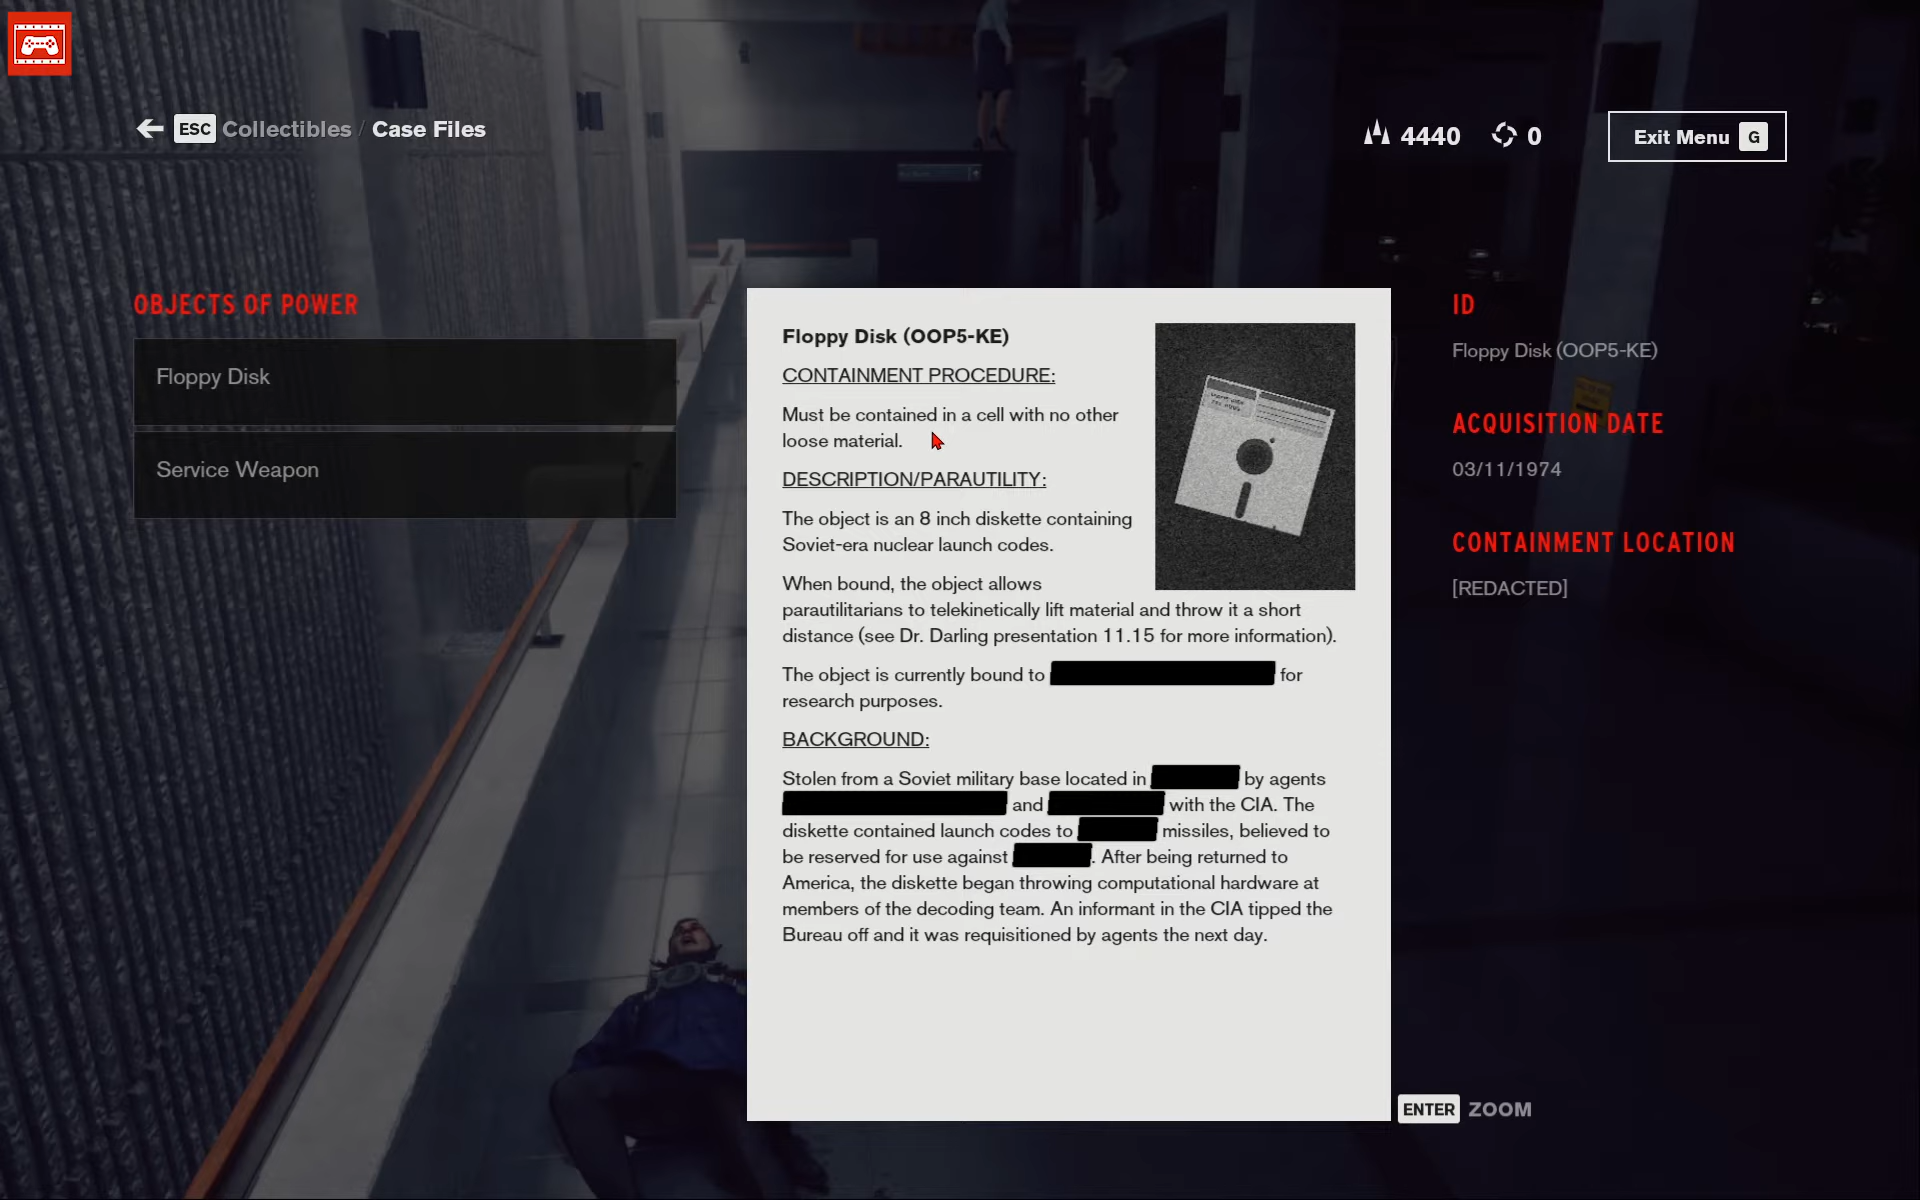 ESC Collectibles / Case Files
4440 0
Exit Menu G
OBJECTS OF POWER
Floppy Disk
Service Weapon
Floppy Disk (OOP5-KE)
CONTAINMENT PROCEDURE:
Must be contained in a cell with no other
loose material.
DESCRIPTION/PARAUTILITY:
The object is an 8 inch diskette containing
Soviet-era nuclear launch codes.
When bound, the object allows
parautilitarians to telekinetically lift material and throw it a short
distance (see Dr. Darling presentation 11.15 for more information).
The object is currently bound to for
research purposes.
BACKGROUND:
Stolen from a Soviet military base located in by agents
and with the CIA. The
diskette contained launch codes to missiles, believed to
be reserved for use against . After being returned to
America, the diskette began throwing computational hardware at
members of the decoding team. An informant in the CIA tipped the
Bureau off and it was requisitioned by agents the next day.
ID
Floppy Disk (OOP5-KE)
ACQUISITION DATE
03/11/1974
CONTAINMENT LOCATION
[REDACTED]
ENTER ZOOM